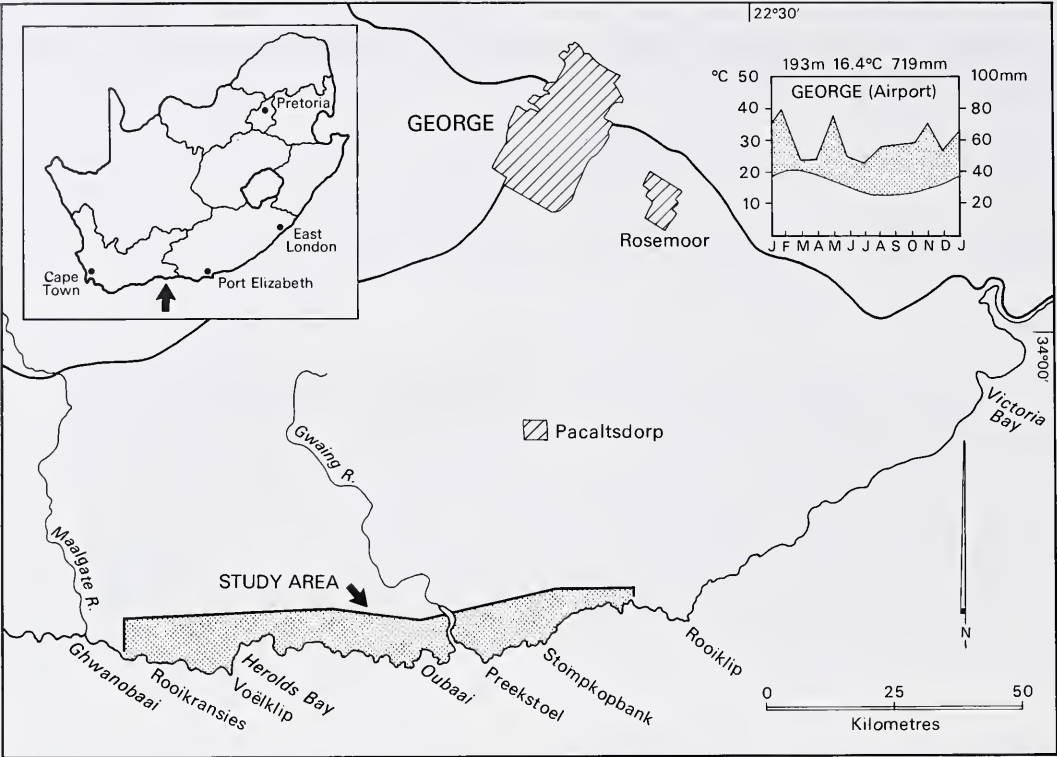 22°30'
Pretoria
East
London
Port Elizabeth
Cape
Town
GEORGE
Rosemoor
193m 16.4°C 719mm
°C 50
100mm
GEORGE (Airport)
40
80
30
60
20
40
10
20
J F M A M J J A S O N D J
34°00'
Victoria
Bay
Pacaltsdorp
Gwaing R.
Maalgate R.
STUDY AREA
Ghwanobaai
Rooikransies
Voëlklip
Herolds Bay
Oubaai
Preekstoel
Stompkopbank
Rooiklip
N
0 25 50
Kilometres